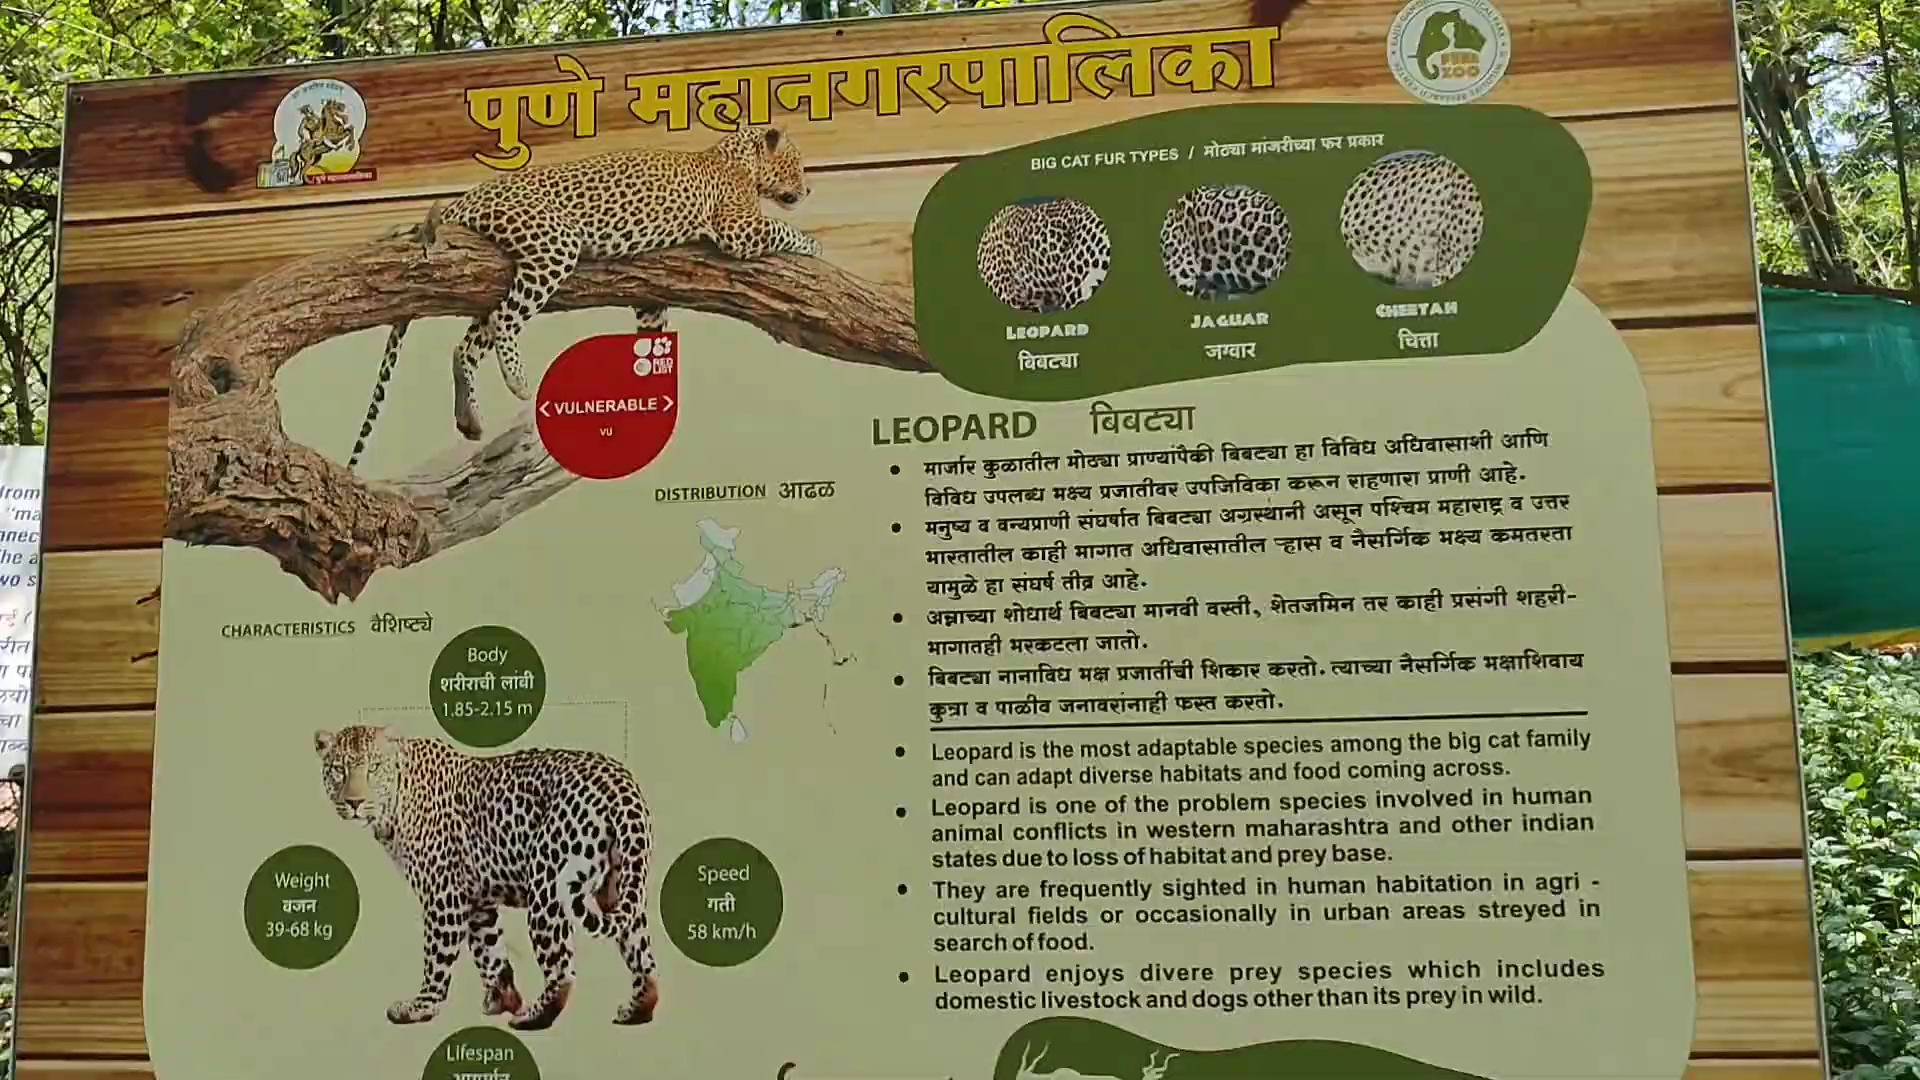 पुणे महानगरपालिका
पुणे महानगरपालिका
ZOO
BIG CAT FUR TYPES / मोठ्या मांजरीच्या फर प्रकार
LEOPARD
बिबट्या
JAGUAR
जग्वार
CHEETAH
चित्ता
RED
LIST
< VULNERABLE >
VU
DISTRIBUTION आढळ
CHARACTERISTICS वैशिष्ट्ये
Body
शरीराची लांबी
1.85-2.15 m
Weight
वजन
39-68 kg
Speed
गती
58 km/h
Lifespan
LEOPARD बिबट्या
• मार्जार कुळातील मोठ्या प्राण्यांपैकी बिबट्या हा विविध अधिवासाशी आणि
विविध उपलब्ध भक्ष्य प्रजातीवर उपजिविका करून राहणारा प्राणी आहे.
• मनुष्य व वन्यप्राणी संघर्षात बिबट्या अग्रस्थानी असून पश्चिम महाराष्ट्र व उत्तर
भारतातील काही भागात अधिवासातील ऱ्हास व नैसर्गिक भक्ष्य कमतरता
यामुळे हा संघर्ष तीव्र आहे.
• अन्नाच्या शोधार्थ बिबट्या मानवी वस्ती, शेतजमिन तर काही प्रसंगी शहरी-
भागातही भरकटला जातो.
• बिबट्या नानाविध भक्ष प्रजातींची शिकार करतो. त्याच्या नैसर्गिक भक्षाशिवाय
कुत्रा व पाळीव जनावरांनाही फस्त करतो.
• Leopard is the most adaptable species among the big cat family
and can adapt diverse habitats and food coming across.
• Leopard is one of the problem species involved in human
animal conflicts in western maharashtra and other indian
states due to loss of habitat and prey base.
• They are frequently sighted in human habitation in agri -
cultural fields or occasionally in urban areas streyed in
search of food.
• Leopard enjoys divere prey species which includes
domestic livestock and dogs other than its prey in wild.